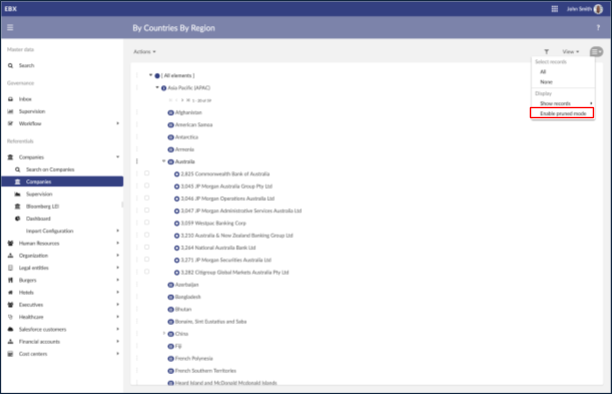 EBX
John Smith
By Countries By Region
?
Master data
Search
Governance
Inbox
Supervision
Workflow
Referentials
Companies
Search on Companies
Companies
Supervision
Bloomberg LEI
Dashboard
Import Configuration
Human Resources
Organization
Legal entities
Burgers
Hotels
Executives
Healthcare
Salesforce customers
Financial accounts
Cost centers
Actions
View
Select records
All
None
Display
Show records
Enable pruned mode
[ All elements ]
Asia-Pacific (APAC)
Afghanistan
American Samoa
Antarctica
Armenia
Australia
2,825 Commonwealth Bank of Australia
3,045 JP Morgan Australia Group Pty Ltd
3,046 JP Morgan Operations Australia Ltd
3,047 JP Morgan Administrative Services Australia Ltd
3,059 Westpac Banking Corp
3,210 Australia & New Zealand Banking Group Ltd
3,264 National Australia Bank Ltd
3,271 JP Morgan Securities Australia Ltd
3,282 Citigroup Global Markets Australia Pty Ltd
Azerbaijan
Bangladesh
Bhutan
Bonaire, Sint Eustatius and Saba
China
Fiji
French Polynesia
French Southern Territories
Heard Island and McDonald Mcdonald Islands